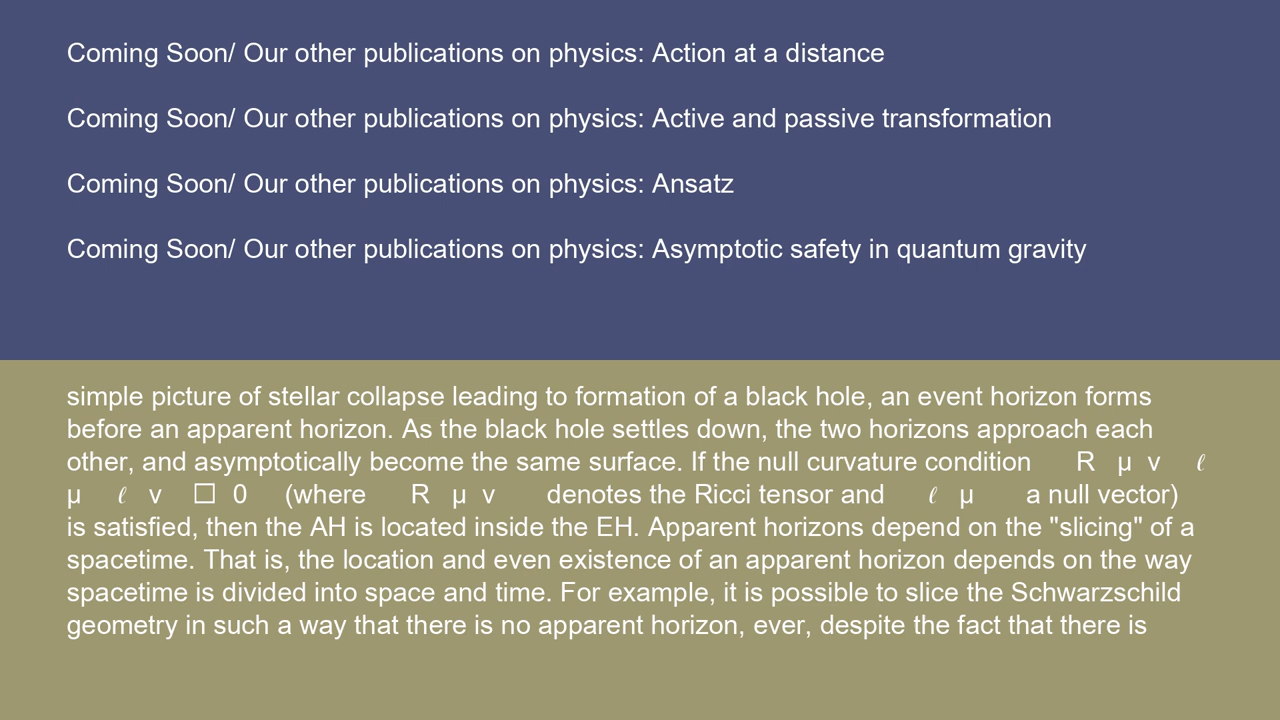 Coming Soon/ Our other publications on physics: Action at a distance
Coming Soon/ Our other publications on physics: Active and passive transformation
Coming Soon/ Our other publications on physics: Ansatz
Coming Soon/ Our other publications on physics: Asymptotic safety in quantum gravity
simple picture of stellar collapse leading to formation of a black hole, an event horizon forms
before an apparent horizon. As the black hole settles down, the two horizons approach each
other, and asymptotically become the same surface. If the null curvature condition R μ ν ℓ
μ ℓ ν □ 0 (where R μ ν denotes the Ricci tensor and ℓ μ a null vector)
is satisfied, then the AH is located inside the EH. Apparent horizons depend on the "slicing" of a
spacetime. That is, the location and even existence of an apparent horizon depends on the way
spacetime is divided into space and time. For example, it is possible to slice the Schwarzschild
geometry in such a way that there is no apparent horizon, ever, despite the fact that there is